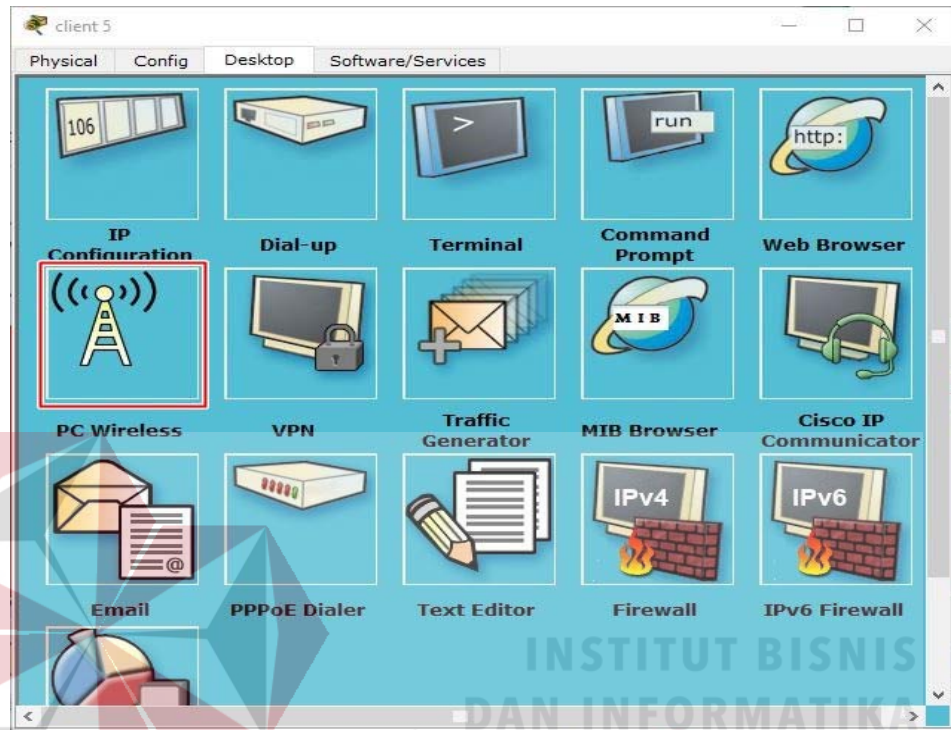 client 5
Physical Config Desktop Software/Services
106
>
run
http:
IP Configuration
Dial-up
Terminal
Command Prompt
Web Browser
MIB
PC Wireless
VPN
Traffic Generator
MIB Browser
Cisco IP Communicator
@
IPv4
IPv6
Email
PPPoE Dialer
Text Editor
Firewall
IPv6 Firewall
INSTITUT BISNIS
DAN INFORMATIKA